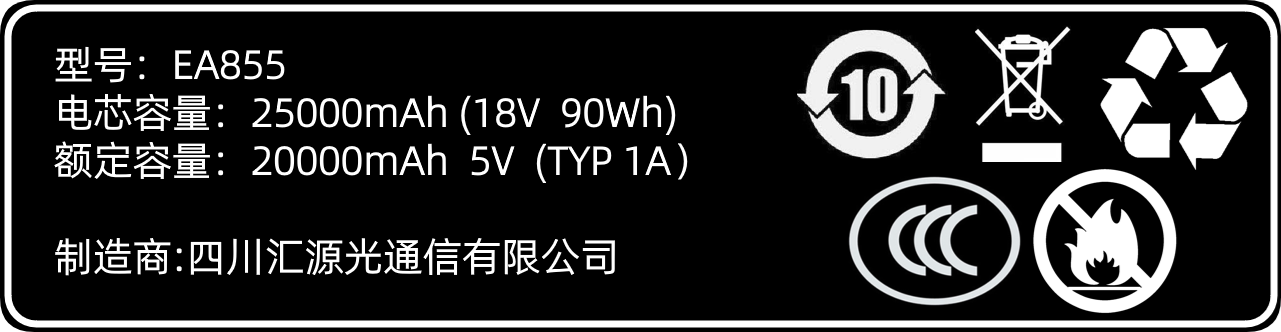 型号：EA855
电芯容量：25000mAh (18V  90Wh)
额定容量：20000mAh  5V  (TYP 1A）
制造商:四川汇源光通信有限公司
10
CCC